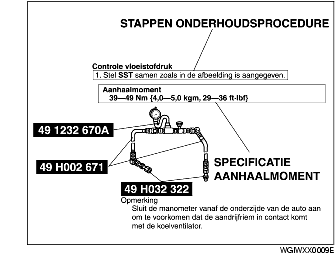 STAPPEN ONDERHOUDSPROCEDURE
Controle vloeistofdruk
1. Stel SST samen zoals in de afbeelding is aangegeven.
Aanhaalmoment
39—49 Nm {4,0—5,0 kgm, 29—36 ft·lbf}
49 1232 670A
49 H002 671
SPECIFICATIE
AANHAALMOMENT
49 H032 322
Opmerking
Sluit de manometer vanaf de onderzijde van de auto aan
om te voorkomen dat de aandrijfriem in contact komt
met de koelventilator.
WGIWXX0009E